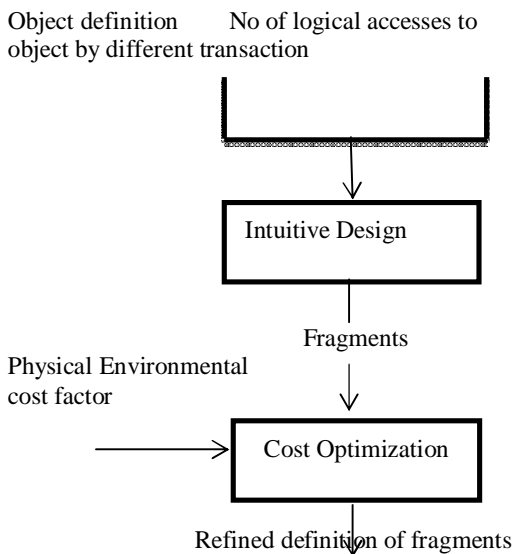 Object definition No of logical accesses to
object by different transaction
Intuitive Design
Fragments
Physical Environmental
cost factor
Cost Optimization
Refined definition of fragments